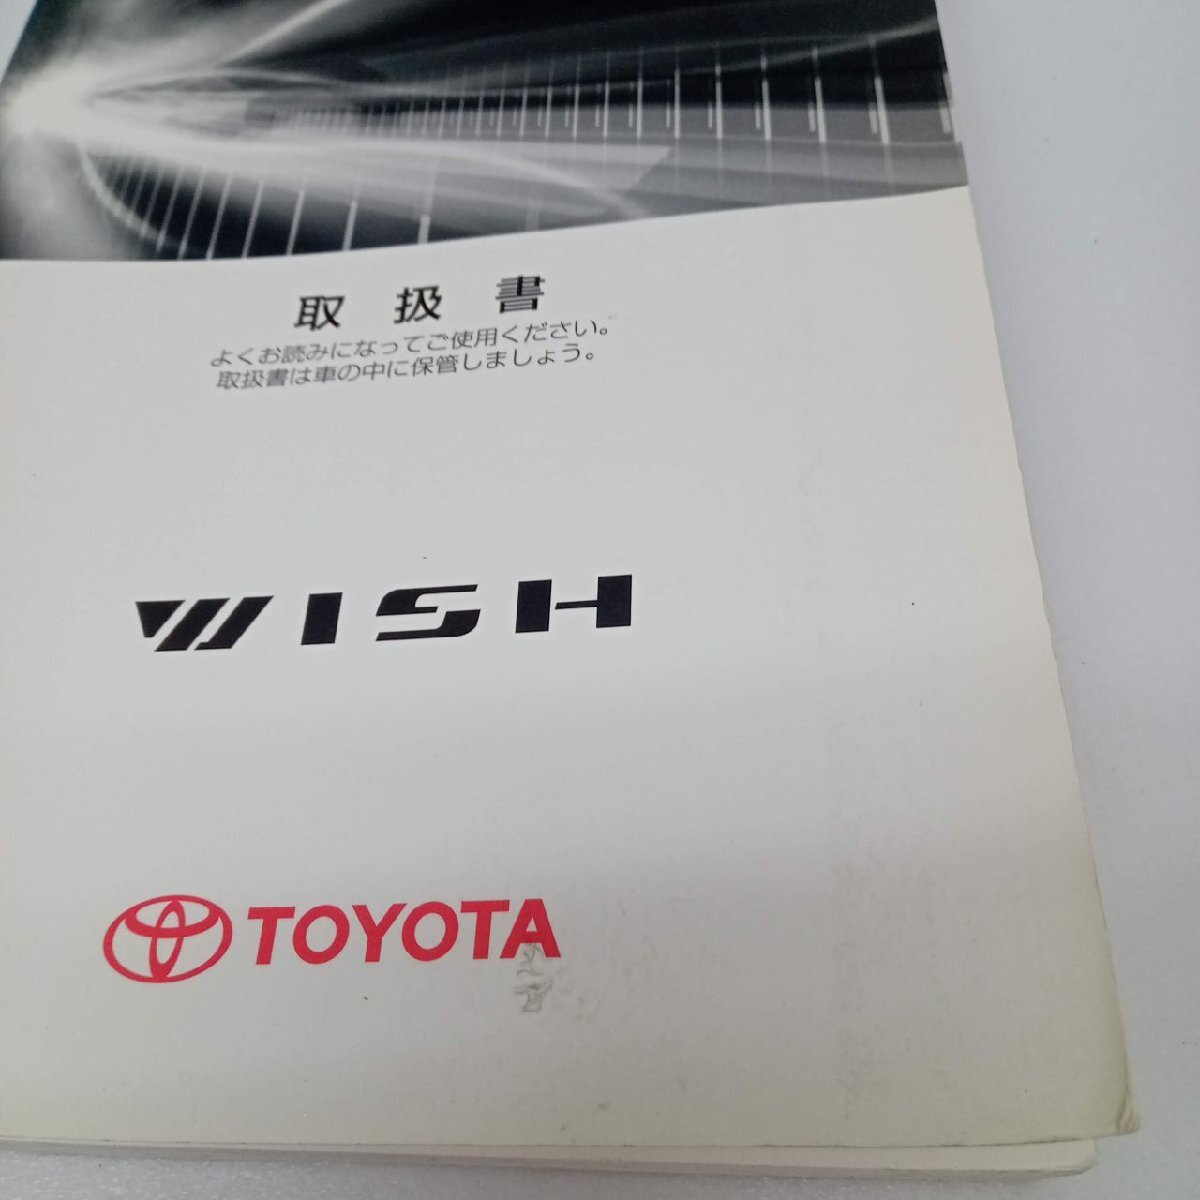 取扱書
よくお読みになってご使用ください。
取扱書は車の中に保管しましょう。
WISH
TOYOTA